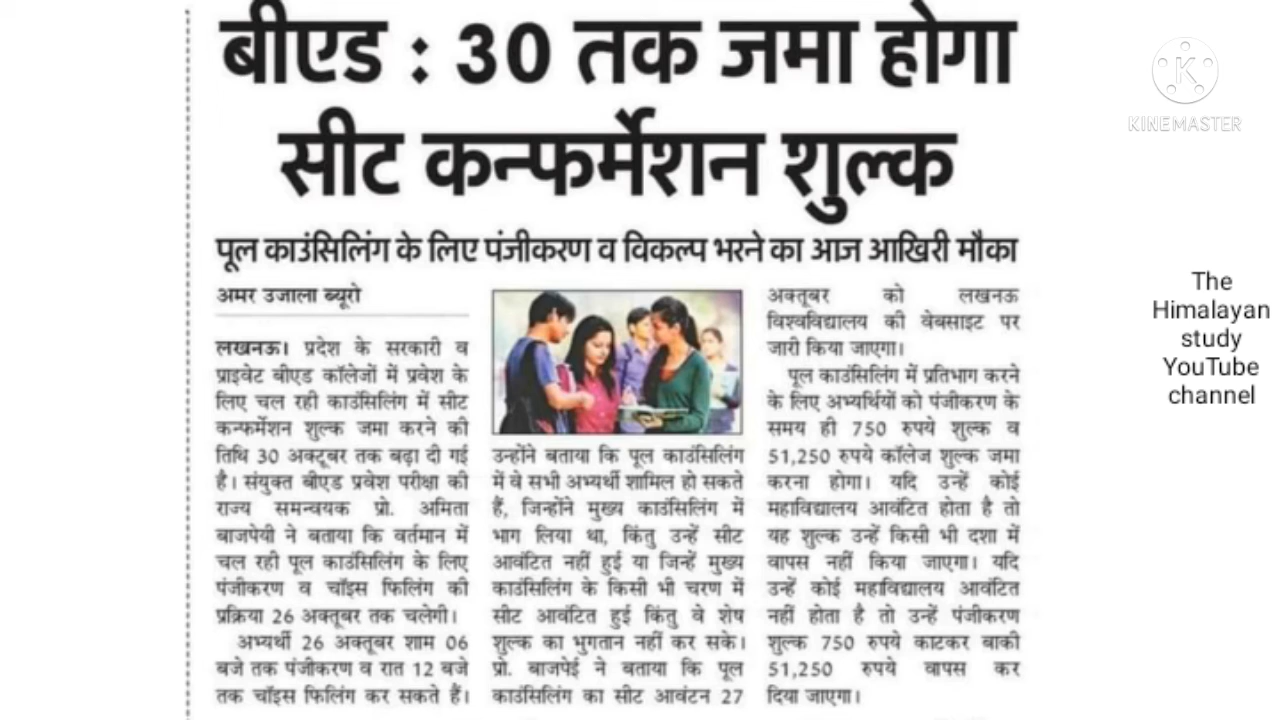 बीएड : 30 तक जमा होगा
सीट कन्फर्मेशन शुल्क
पूल काउंसिलिंग के लिए पंजीकरण व विकल्प भरने का आज आखिरी मौका
अमर उजाला ब्यूरो
लखनऊ। प्रदेश के सरकारी व
प्राइवेट बीएड कॉलेजों में प्रवेश के
लिए चल रही काउंसिलिंग में सीट
कन्फर्मेशन शुल्क जमा करने की
तिथि 30 अक्टूबर तक बढ़ा दी गई
है। संयुक्त बीएड प्रवेश परीक्षा की
राज्य समन्वयक प्रो. अमिता
बाजपेयी ने बताया कि वर्तमान में
चल रही पूल काउंसिलिंग के लिए
पंजीकरण व चॉइस फिलिंग की
प्रक्रिया 26 अक्तूबर तक चलेगी।
अभ्यर्थी 26 अक्तूबर शाम 06
बजे तक पंजीकरण व रात 12 बजे
तक चॉइस फिलिंग कर सकते हैं।
उन्होंने बताया कि पूल काउंसिलिंग
में वे सभी अभ्यर्थी शामिल हो सकते
हैं, जिन्होंने मुख्य काउंसिलिंग में
भाग लिया था, किंतु उन्हें सीट
आवंटित नहीं हुई या जिन्हें मुख्य
काउंसिलिंग के किसी भी चरण में
सीट आवंटित हुई किंतु वे शेष
शुल्क का भुगतान नहीं कर सके।
प्रो. बाजपेई ने बताया कि पूल
काउंसिलिंग का सीट आवंटन 27
अक्तूबर को लखनऊ
विश्वविद्यालय की वेबसाइट पर
जारी किया जाएगा।
पूल काउंसिलिंग में प्रतिभाग करने
के लिए अभ्यर्थियों को पंजीकरण के
समय ही 750 रुपये शुल्क व
51,250 रुपये कॉलेज शुल्क जमा
करना होगा। यदि उन्हें कोई
महाविद्यालय आवंटित होता है तो
यह शुल्क उन्हें किसी भी दशा में
वापस नहीं किया जाएगा। यदि
उन्हें कोई महाविद्यालय आवंटित
नहीं होता है तो उन्हें पंजीकरण
शुल्क 750 रुपये काटकर बाकी
51,250 रुपये वापस कर
दिया जाएगा।
K
KINEMASTER
The
Himalayan
study
YouTube
channel